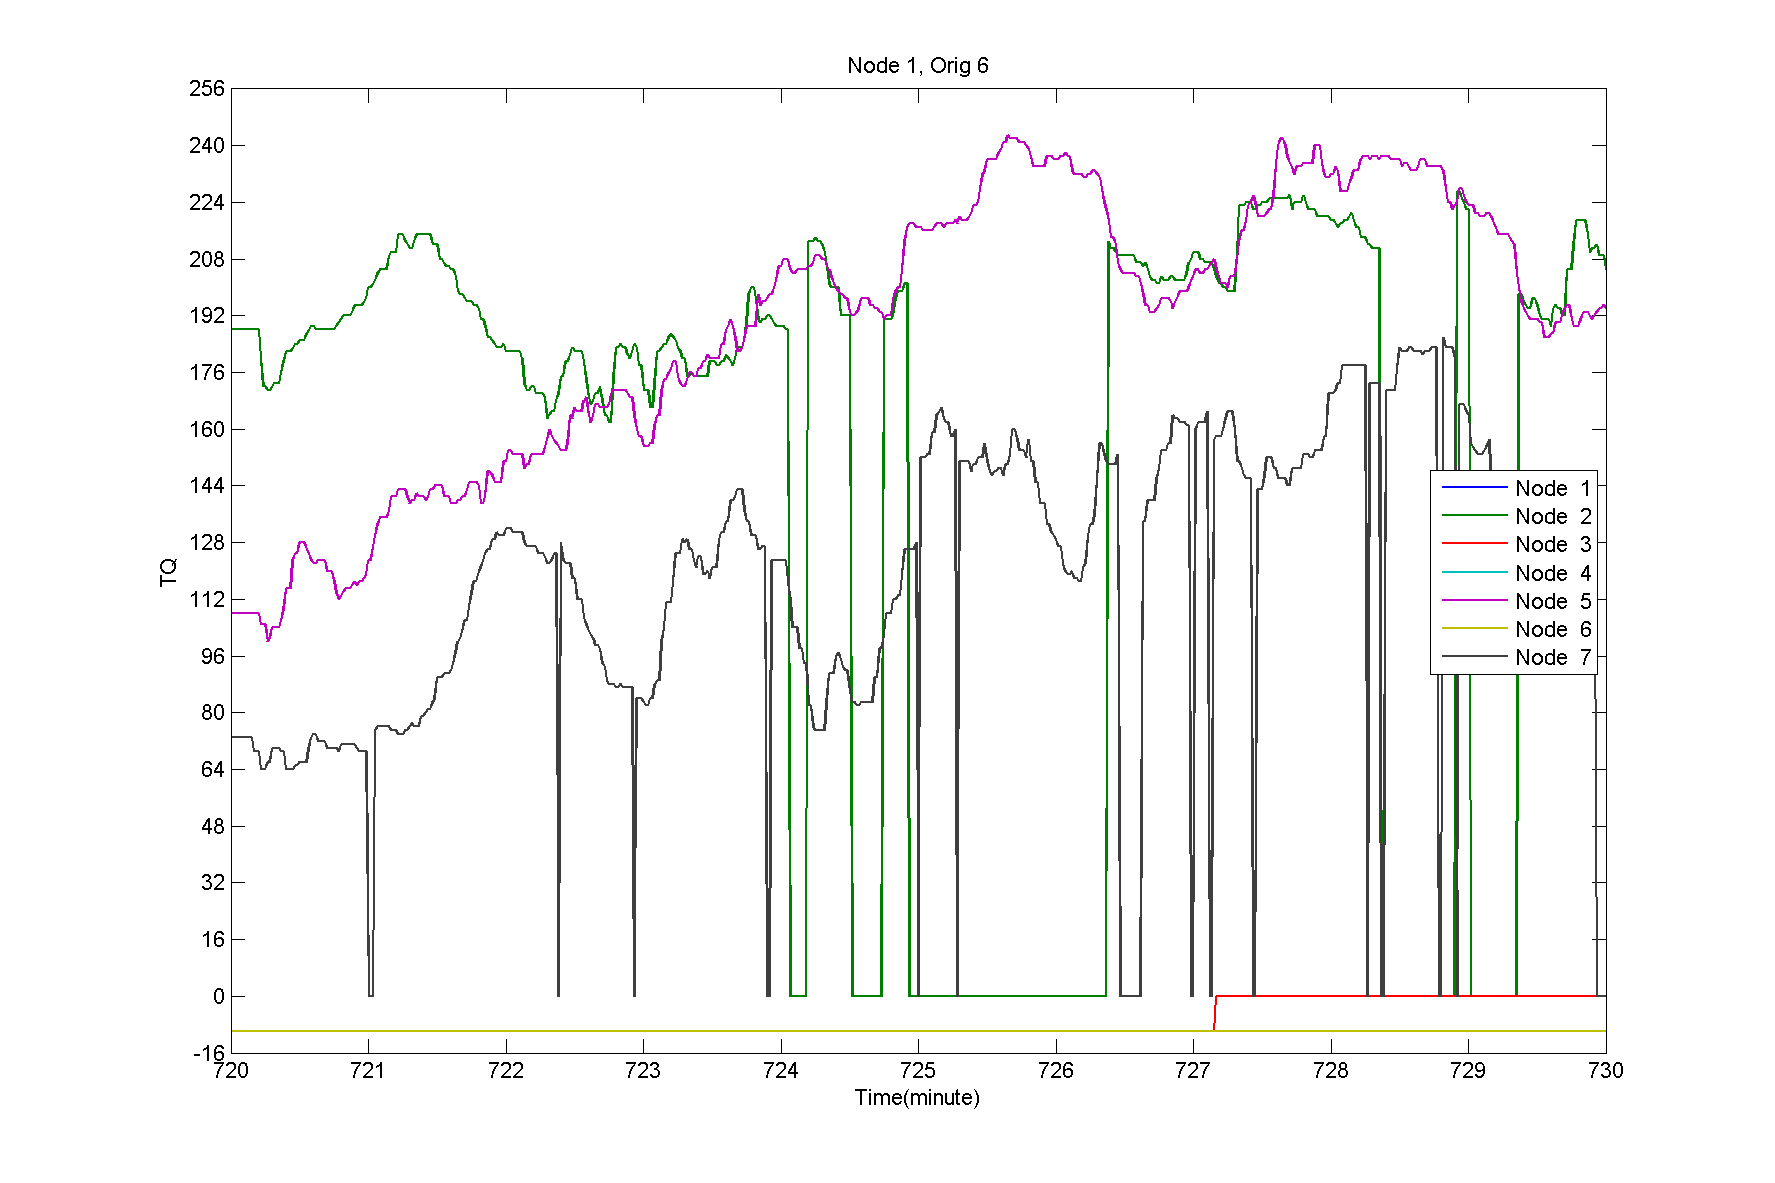 Node 1, Orig 6
256
240
224
208
192
176
160
144
128
112
96
80
64
48
32
16
0
-16
TQ
720 721 722 723 724 725 726 727 728 729 730
Time(minute)
Node 1
Node 2
Node 3
Node 4
Node 5
Node 6
Node 7